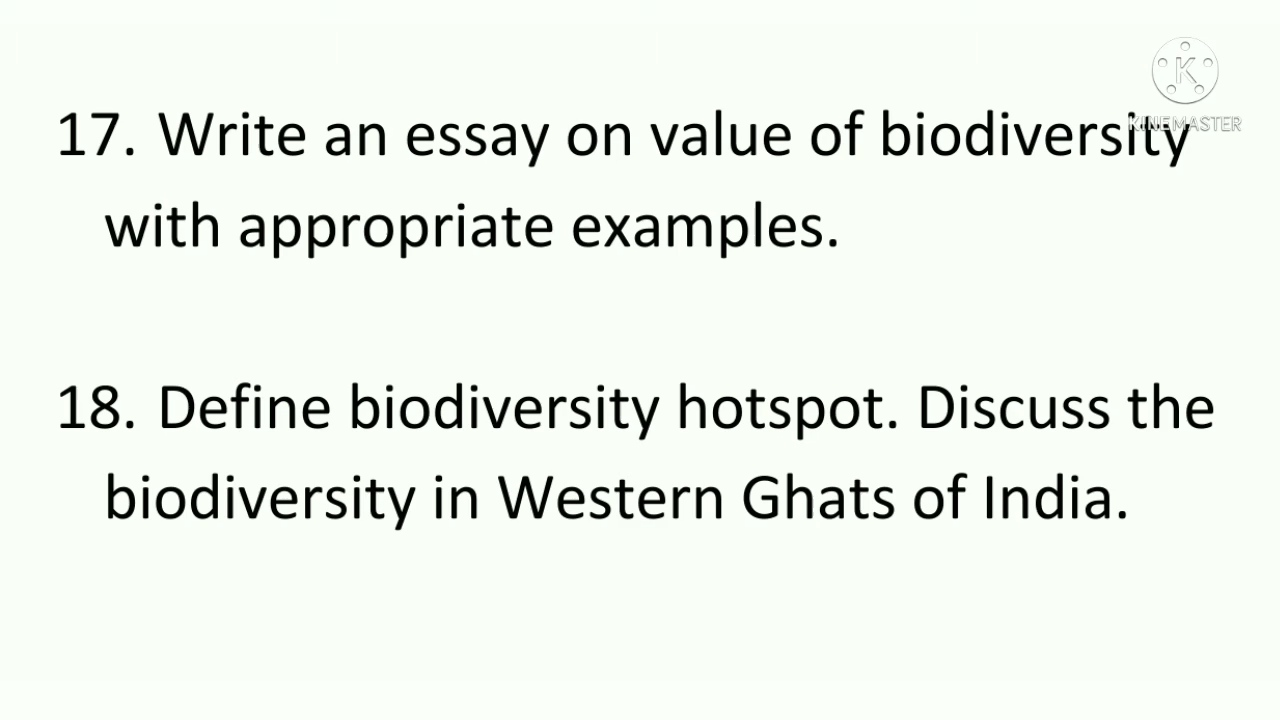 17. Write an essay on value of biodiversity
with appropriate examples.
18. Define biodiversity hotspot. Discuss the
biodiversity in Western Ghats of India.
K
KINEMASTER